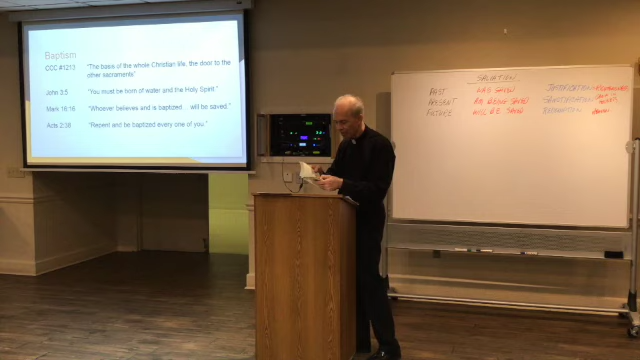 Baptism
CCC #1213 "The basis of the whole Christian life, the door to the other sacraments"
John 3:5 "You must be born of water and the Holy Spirit."
Mark 16:16 "Whoever believes and is baptized... will be saved."
Acts 2:38 "Repent and be baptized every one of you."
SALVATION
PAST WAS SAVED JUSTIFICATION
PRESENT AM BEING SAVED SANCTIFICATION
FUTURE WILL BE SAVED